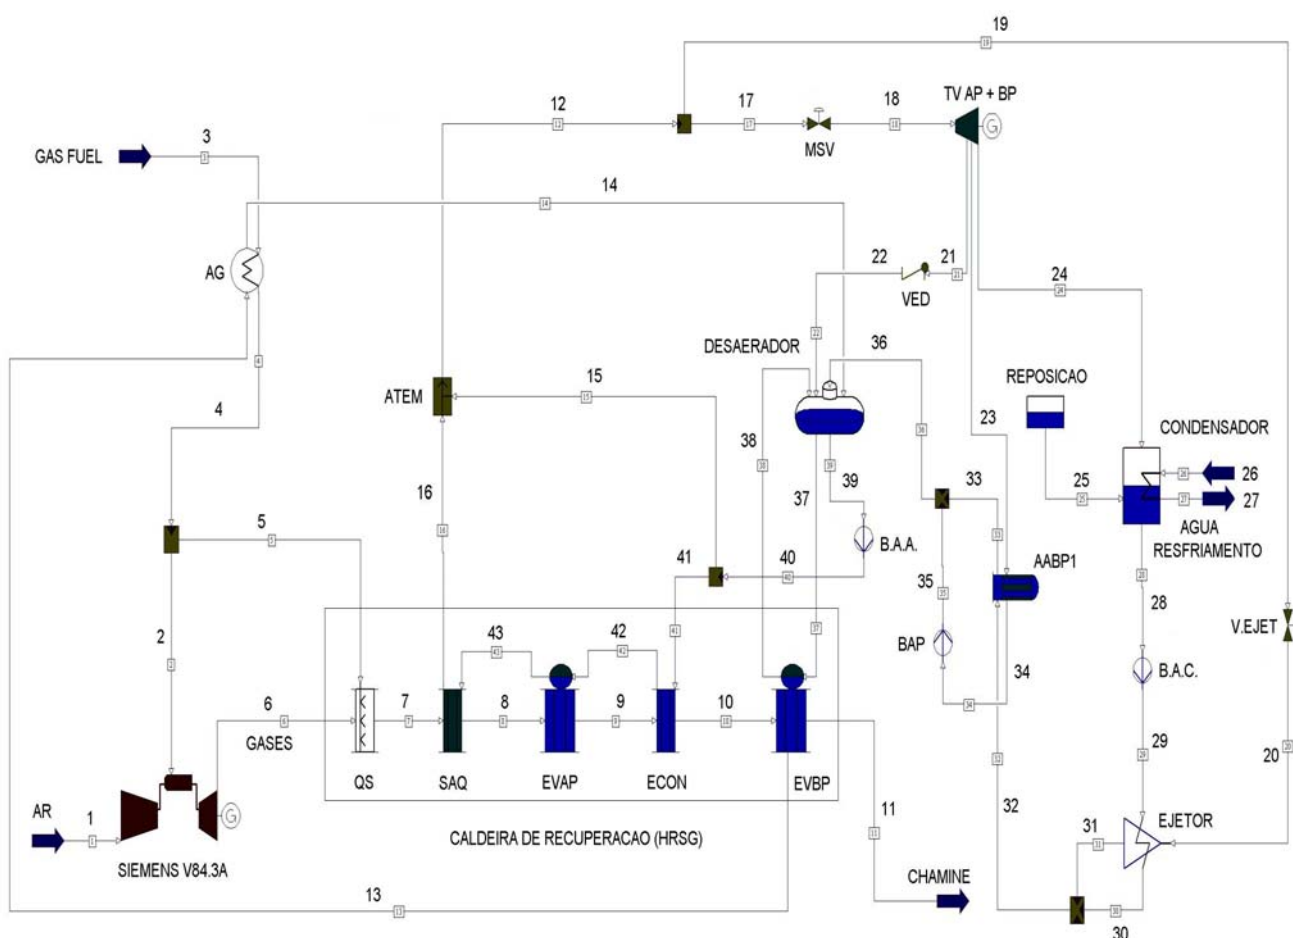 19
12
17
18
TV AP + BP
G
MSV
3
GAS FUEL
14
AG
22
21
24
VED
DESAERADOR
36
REPOSICAO
15
ATEM
4
23
CONDENSADOR
38
39
33
26
16
37
25
27
5
B.A.A.
AGUA
RESFRIAMENTO
41
40
35
AABP1
28
2
43
42
BAP
34
V.EJET
B.A.C.
6
7
8
9
10
GASES
QS
SAQ
EVAP
ECON
EVBP
29
20
32
AR
1
G
11
31
EJETOR
CALDEIRA DE RECUPERACAO (HRSG)
SIEMENS V84.3A
CHAMINE
13
30